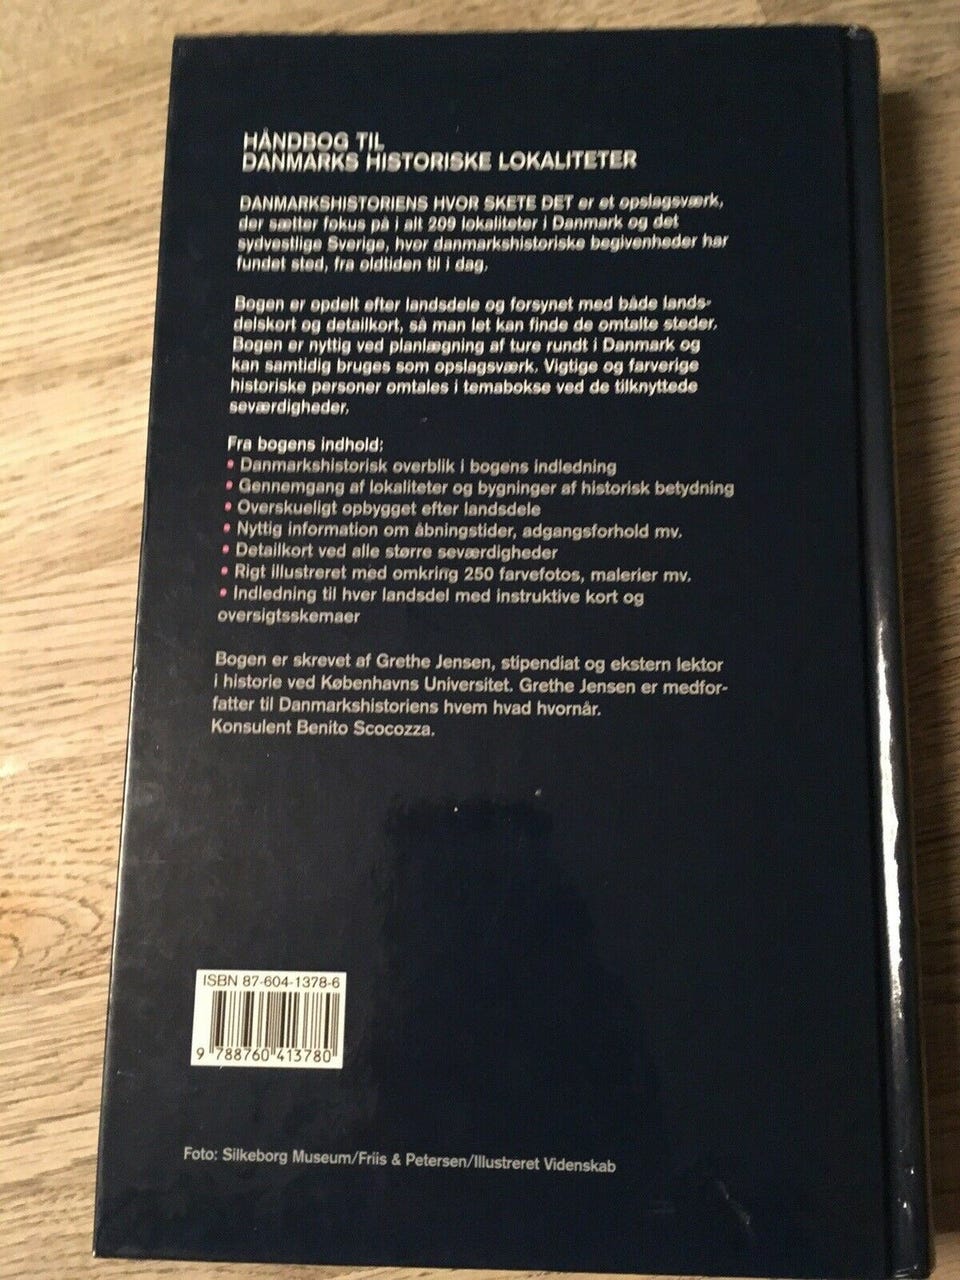 HÅNDBOG TIL
DANMARKS HISTORISKE LOKALITETER
DANMARKSHISTORIENS HVOR SKETE DET er et opslagsværk,
der sætter fokus på i alt 209 lokaliteter i Danmark og det
sydvestlige Sverige, hvor danmarkshistoriske begivenheder har
fundet sted, fra oldtiden til i dag.
Bogen er opdelt efter landsdele og forsynet med både lands-
delskort og detailkort, så man let kan finde de omtalte steder.
Bogen er nyttig ved planlægning af ture rundt i Danmark og
kan samtidig bruges som opslagsværk. Vigtige og farverige
historiske personer omtales i temabokse ved de tilknyttede
seværdigheder.
Fra bogens indhold:
• Danmarkshistorisk overblik i bogens indledning
• Gennemgang af lokaliteter og bygninger af historisk betydning
• Overskueligt opbygget efter landsdele
• Nyttig information om åbningstider, adgangsforhold mv.
• Detailkort ved alle større seværdigheder
• Rigt illustreret med omkring 250 farvefotos, malerier mv.
• Indledning til hver landsdel med instruktive kort og
oversigtsskemaer
Bogen er skrevet af Grethe Jensen, stipendiat og ekstern lektor
i historie ved Københavns Universitet. Grethe Jensen er medfor-
fatter til Danmarkshistoriens hvem hvad hvornår.
Konsulent Benito Scocozza.
ISBN 87-604-1378-6
9 788760 413780
Foto: Silkeborg Museum/Friis & Petersen/Illustreret Videnskab